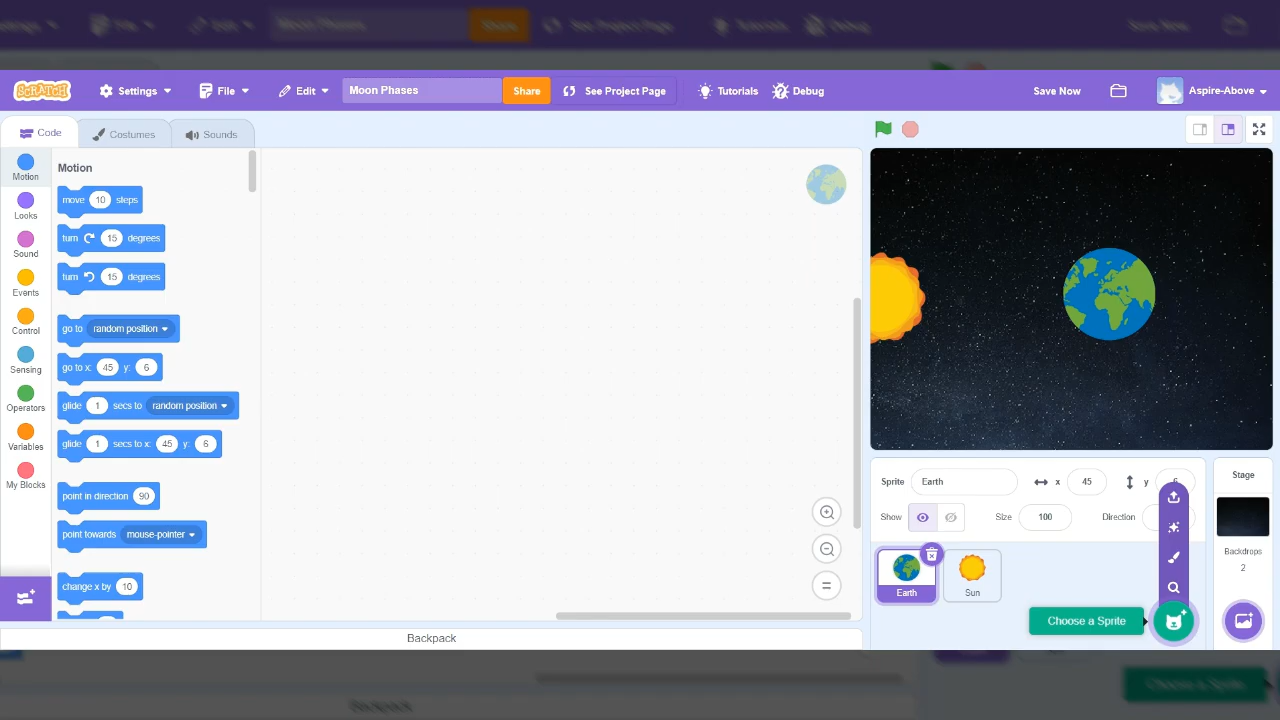 SCRATCH Settings File Edit Moon Phases Share See Project Page Tutorials Debug Save Now Aspire-Above
Code Costumes Sounds
Motion
Looks
Sound
Events
Control
Sensing
Operators
Variables
My Blocks
Motion
move 10 steps
turn 15 degrees
turn 15 degrees
go to random position
go to x: 45 y: 6
glide 1 secs to random position
glide 1 secs to x: 45 y: 6
point in direction 90
point towards mouse-pointer
change x by 10
Backpack
Sprite Earth x 45 y
Show Size 100 Direction
Earth Sun
Choose a Sprite
Stage
Backdrops
2